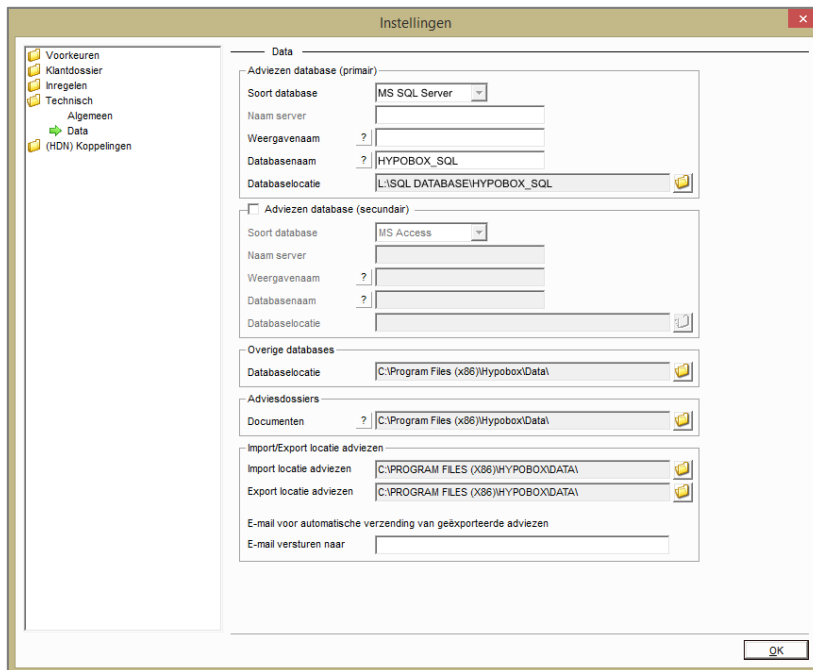 Instellingen
Voorkeuren
Klantdossier
Inregelen
Technisch
Algemeen
Data
(HDN) Koppelingen
Data
Adviezen database (primair)
Soort database MS SQL Server
Naam server
Weergavenaam ?
Databasenaam ? HYPOBOX_SQL
Databaselocatie L:\SQL DATABASE\HYPOBOX_SQL
Adviezen database (secundair)
Soort database MS Access
Naam server
Weergavenaam ?
Databasenaam ?
Databaselocatie
Overige databases
Databaselocatie C:\Program Files (x86)\Hypobox\Data\
Adviesdossiers
Documenten ? C:\Program Files (x86)\Hypobox\Data\
Import/Export locatie adviezen
Import locatie adviezen C:\PROGRAM FILES (X86)\HYPOBOX\DATA\
Export locatie adviezen C:\PROGRAM FILES (X86)\HYPOBOX\DATA\
E-mail voor automatische verzending van geëxporteerde adviezen
E-mail versturen naar
OK